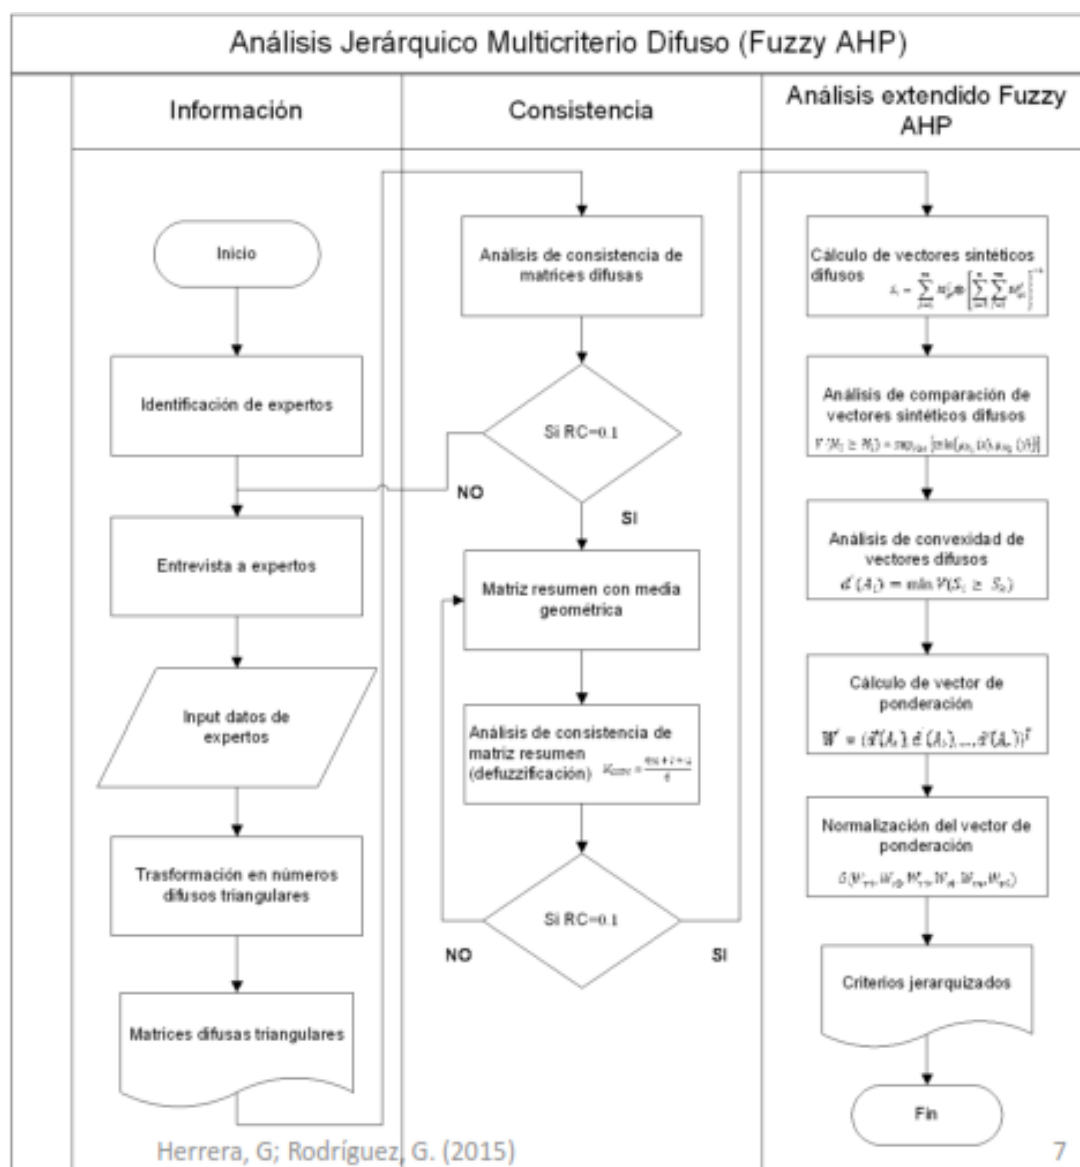 Análisis Jerárquico Multicriterio Difuso (Fuzzy AHP)
Información
Inicio
Identificación de expertos
Entrevista a expertos
Input datos de
expertos
Trasformación en números
difusos triangulares
Matrices difusas triangulares
Consistencia
Análisis de consistencia de
matrices difusas
Si RC=0.1
NO
SI
Matriz resumen con media
geométrica
Análisis de consistencia de
matriz resumen
(defuzzificación)
Si RC=0.1
NO
SI
Análisis extendido Fuzzy
AHP
Cálculo de vectores sintéticos
difusos
Análisis de comparación de
vectores sintéticos difusos
Análisis de convexidad de
vectores difusos
Cálculo de vector de
ponderación
Normalización del vector de
ponderación
Criterios jerarquizados
Fin
Herrera, G; Rodríguez, G. (2015)
7